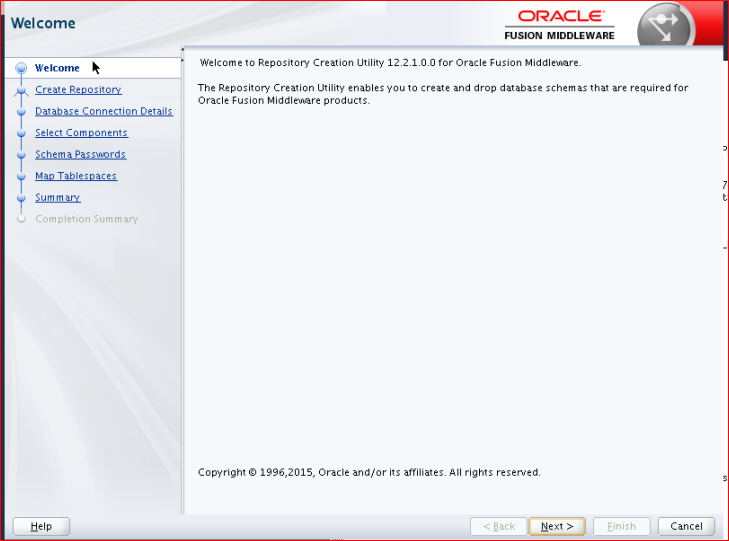 Welcome
ORACLE
FUSION MIDDLEWARE
Welcome
Create Repository
Database Connection Details
Select Components
Schema Passwords
Map Tablespaces
Summary
Completion Summary
Welcome to Repository Creation Utility 12.2.1.0.0 for Oracle Fusion Middleware.
The Repository Creation Utility enables you to create and drop database schemas that are required for
Oracle Fusion Middleware products.
Copyright © 1996,2015, Oracle and/or its affiliates. All rights reserved.
Help
< Back
Next >
Finish
Cancel